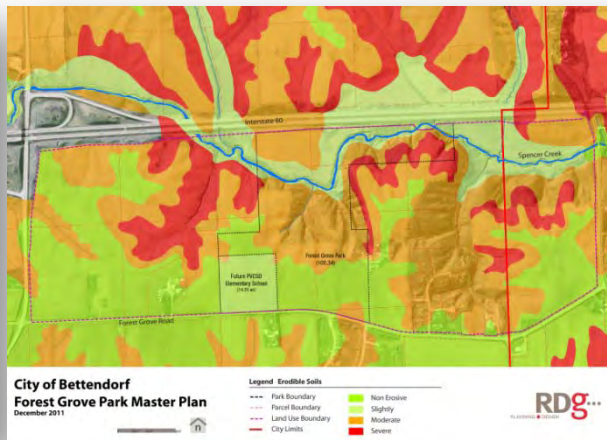 Interstate 80
Spencer Creek
Forest Grove Park
Future PVCSD
Elementary School
Forest Grove Road
City of Bettendorf
Forest Grove Park Master Plan
December 2011
Legend Erodible Soils
Park Boundary
Parcel Boundary
Land Use Boundary
City Limits
Non Erosive
Slightly
Moderate
Severe
n
RDg...
PLANNING DESIGN